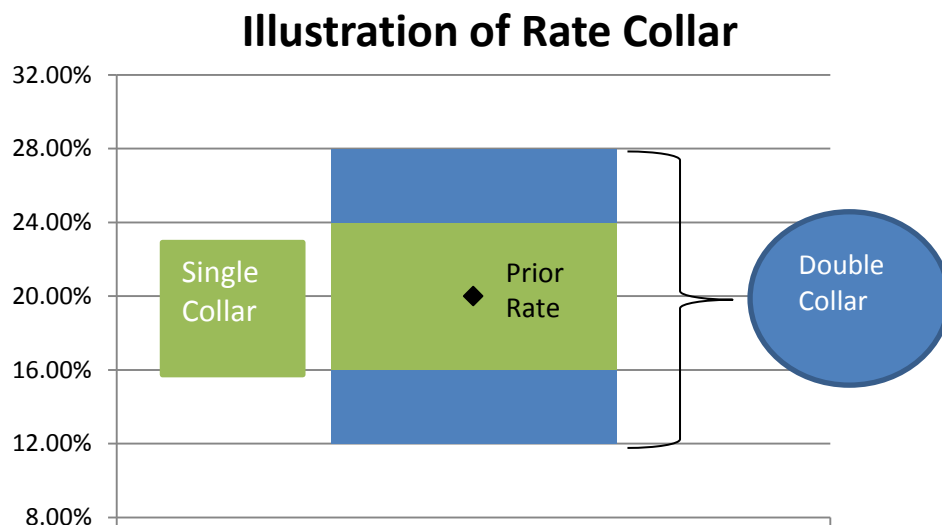 Illustration of Rate Collar
32.00%
28.00%
24.00%
20.00%
16.00%
12.00%
8.00%
Single
Collar
Prior
Rate
Double
Collar